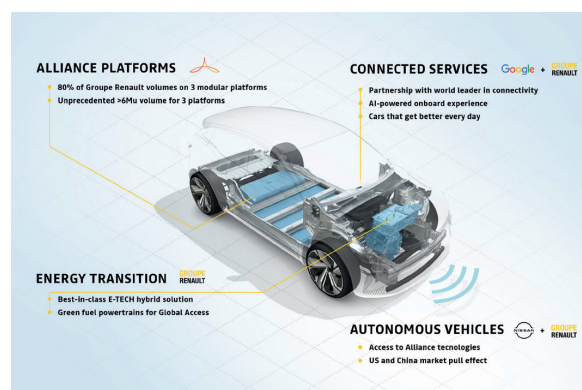 ALLIANCE PLATFORMS
80% of Groupe Renault volumes on 3 modular platforms
Unprecedented >6Mu volume for 3 platforms
CONNECTED SERVICES Google + GROUPE RENAULT
Partnership with world leader in connectivity
AI-powered onboard experience
Cars that get better every day
ENERGY TRANSITION GROUPE RENAULT
Best-in-class E-TECH hybrid solution
Green fuel powertrains for Global Access
AUTONOMOUS VEHICLES NISSAN + GROUPE RENAULT
Access to Alliance tecnologies
US and China market pull effect